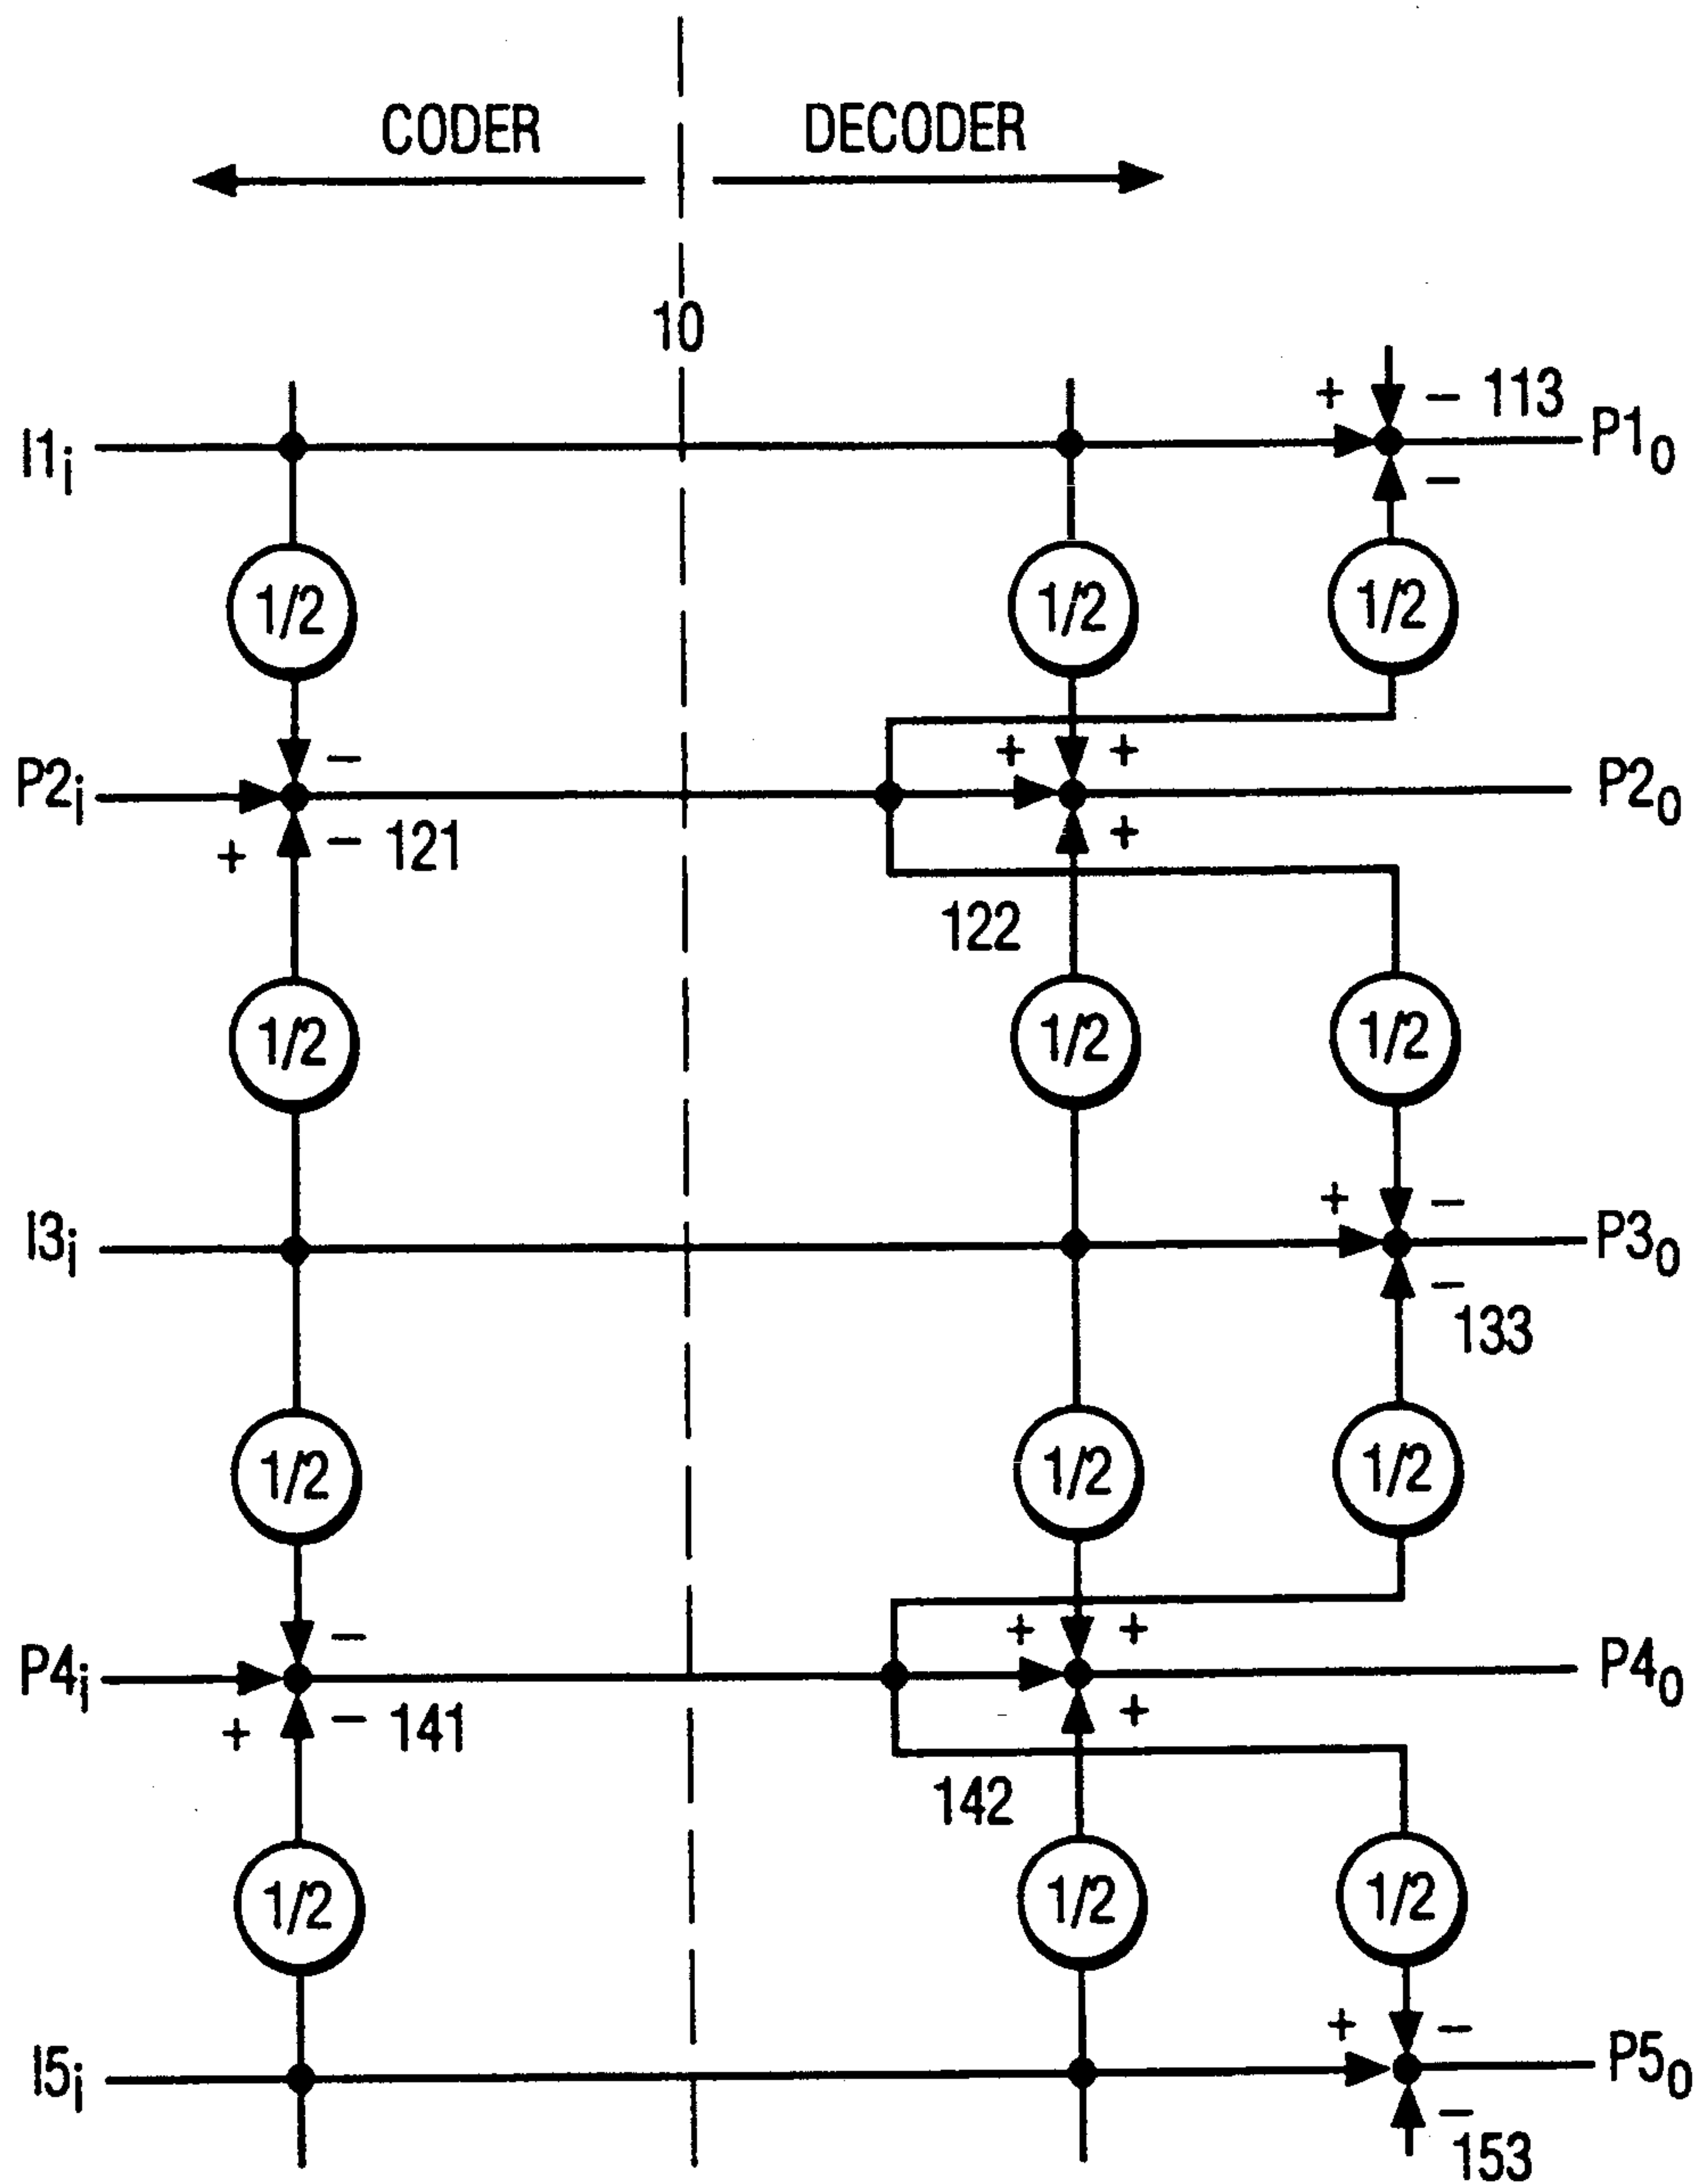 CODER DECODER
10
+ − 113
I1i P1o
−
1/2 1/2 1/2
− + +
P2i P2o
+ − 121 +
122
1/2 1/2 1/2
+ −
I3i P3o
−
133
1/2 1/2 1/2
− + +
P4i P4o
+ − 141 +
142
1/2 1/2 1/2
+ −
I5i P5o
−
153